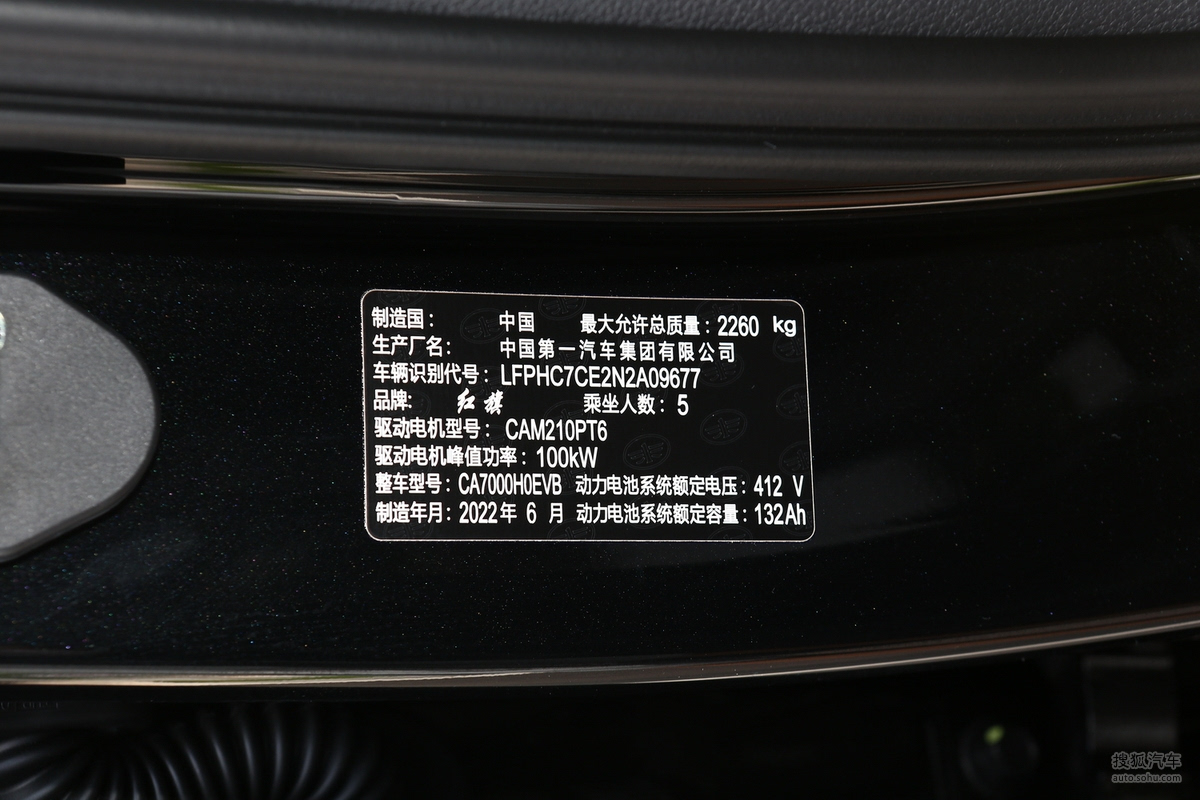 制造国： 中国 最大允许总质量：2260 kg
生产厂名： 中国第一汽车集团有限公司
车辆识别代号：LFPHC7CE2N2A09677
品牌: 红旗 乘坐人数：5
驱动电机型号：CAM210PT6
驱动电机峰值功率：100kW
整车型号：CA7000H0EVB 动力电池系统额定电压：412 V
制造年月：2022年 6 月 动力电池系统额定容量：132Ah
搜狐汽车
auto.sohu.com